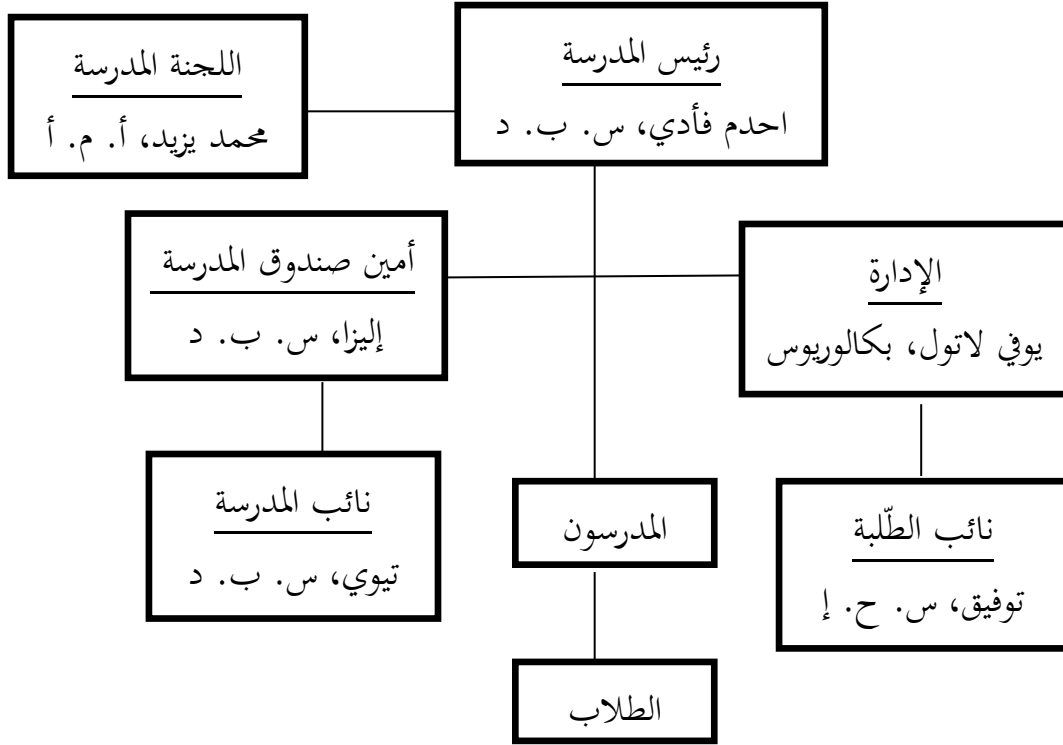 رئيس المدرسة
احدم فأدي، س. ب. د
اللجنة المدرسة
محمد يزيد، أ. م. أ
الإدارة
يوفي لاتول، بكالوريوس
أمين صندوق المدرسة
إليزا، س. ب. د
نائب الطّلبة
توفيق، س. ح. إ
المدرسون
نائب المدرسة
تيوي، س. ب. د
الطلاب